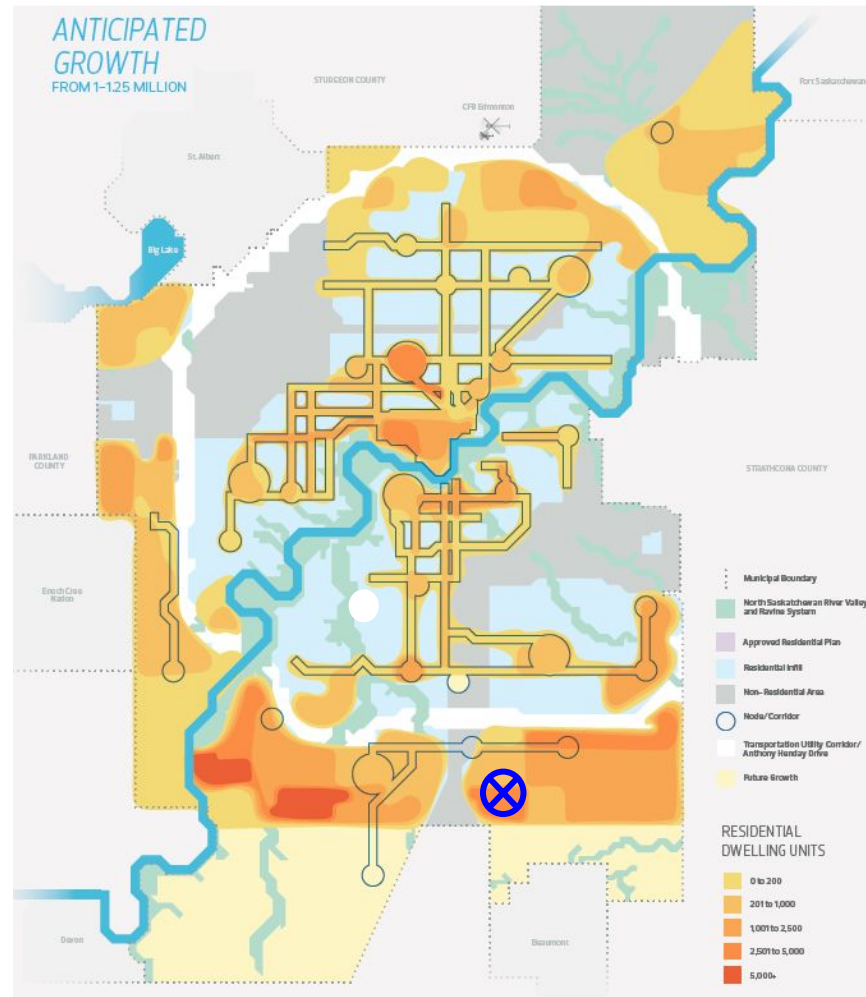 ANTICIPATED
GROWTH
FROM 1-1.25 MILLION
STURGEON COUNTY
Fort Saskatchewan
CFB Edmonton
St. Albert
Big Lake
PARKLAND
COUNTY
STRATHCONA COUNTY
Enoch Cree
Nation
Devon
Beaumont
Municipal Boundary
North Saskatchewan River Valley
and Ravine System
Approved Residential Plan
Residential Infill
Non-Residential Area
Node/Corridor
Transportation Utility Corridor/
Anthony Henday Drive
Future Growth
RESIDENTIAL
DWELLING UNITS
0 to 200
201 to 1,000
1,001 to 2,500
2,501 to 5,000
5,000+